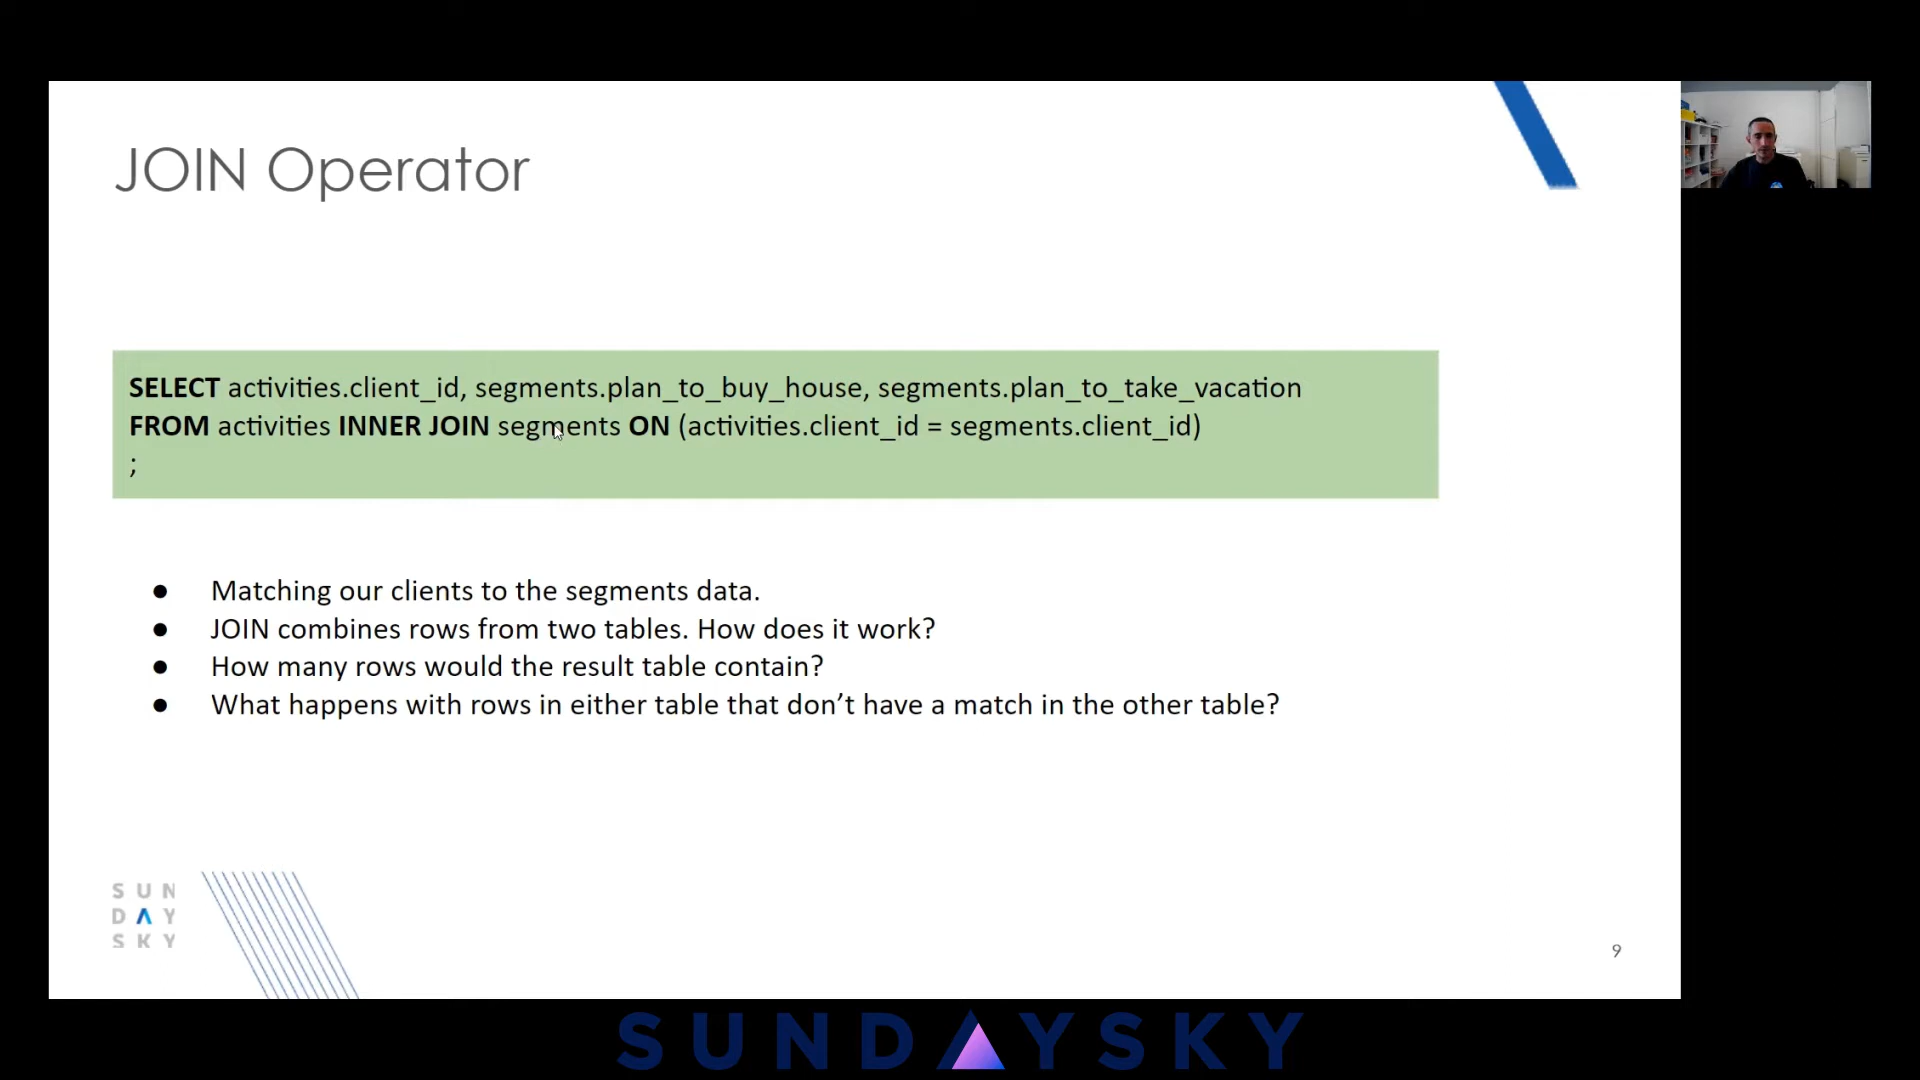 JOIN Operator
SELECT activities.client_id, segments.plan_to_buy_house, segments.plan_to_take_vacation
FROM activities INNER JOIN segments ON (activities.client_id = segments.client_id)
;
● Matching our clients to the segments data.
● JOIN combines rows from two tables. How does it work?
● How many rows would the result table contain?
● What happens with rows in either table that don’t have a match in the other table?
SUN
DAY
SKY
9
SUNDAYSKY